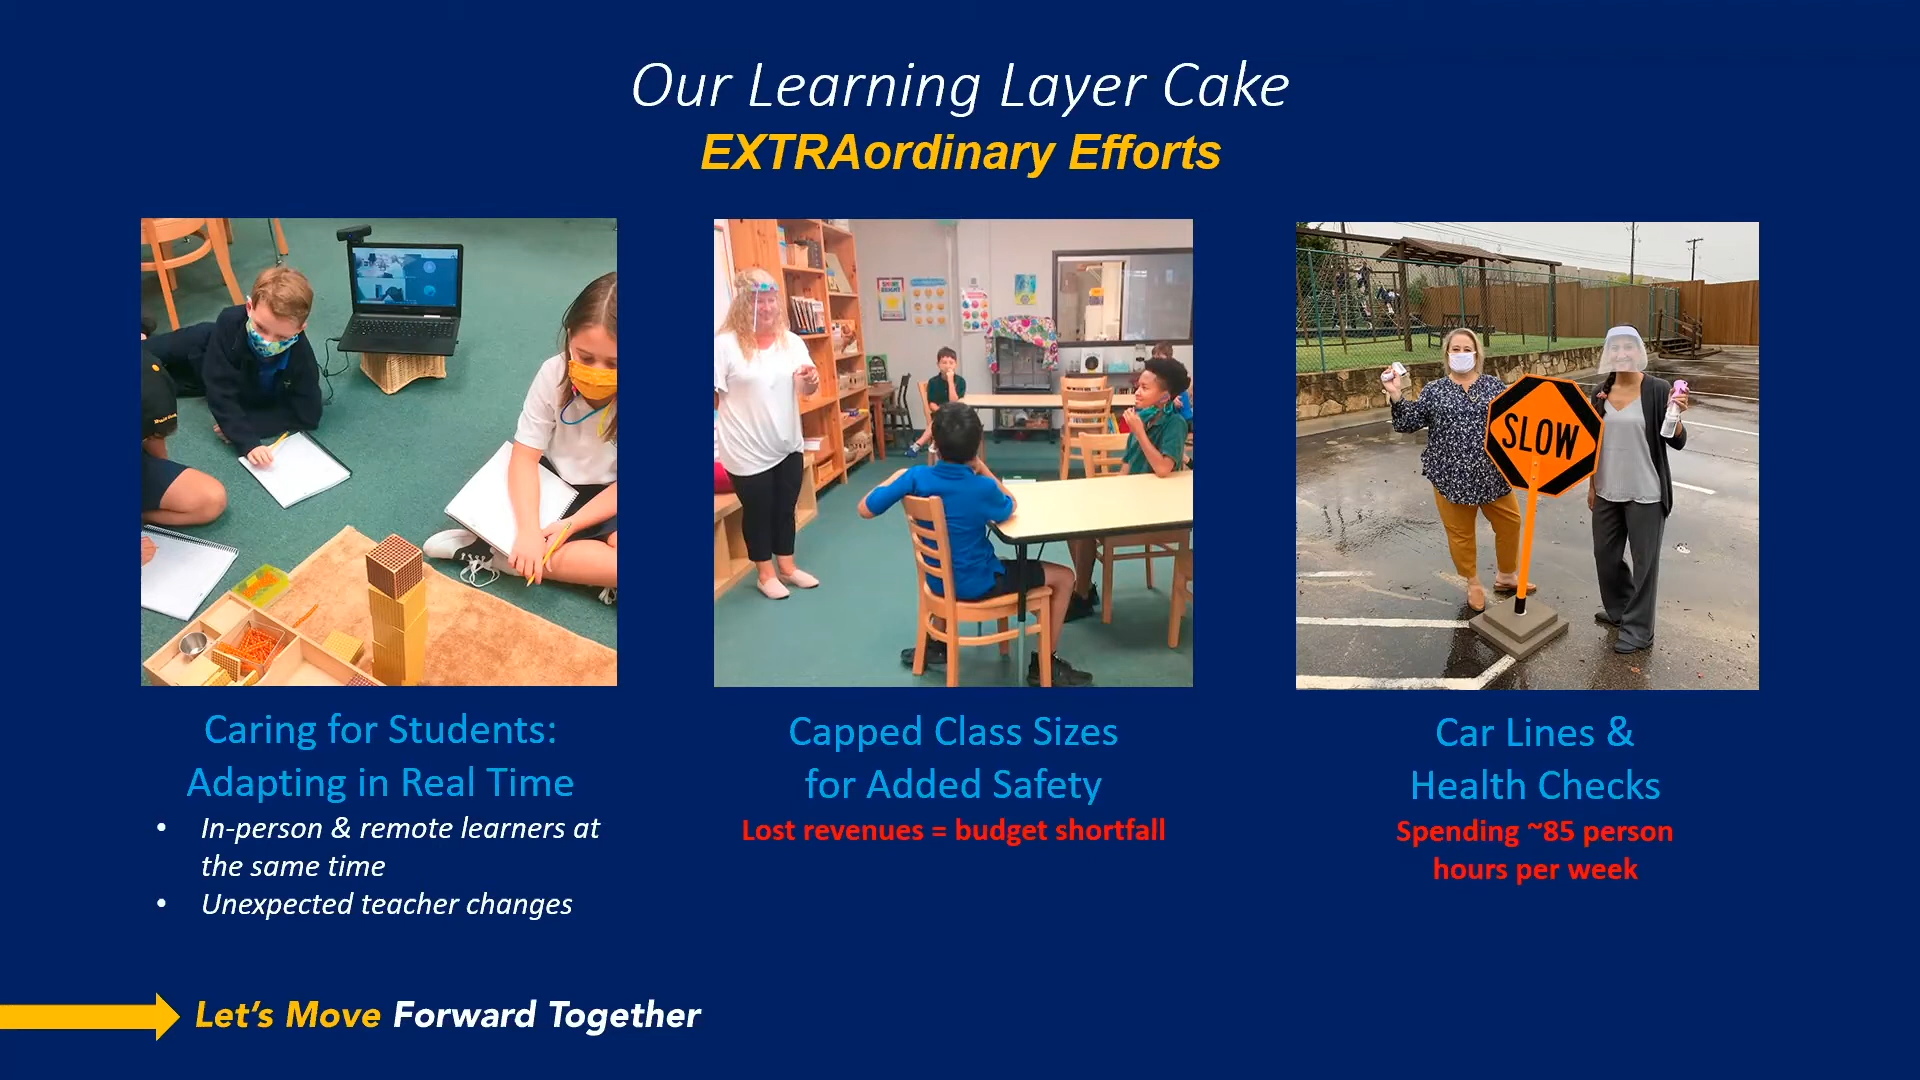 Our Learning Layer Cake
EXTRAordinary Efforts
SLOW
Caring for Students:
Adapting in Real Time
• In-person & remote learners at
the same time
• Unexpected teacher changes
Capped Class Sizes
for Added Safety
Lost revenues = budget shortfall
Car Lines &
Health Checks
Spending ~85 person
hours per week
Let's Move Forward Together